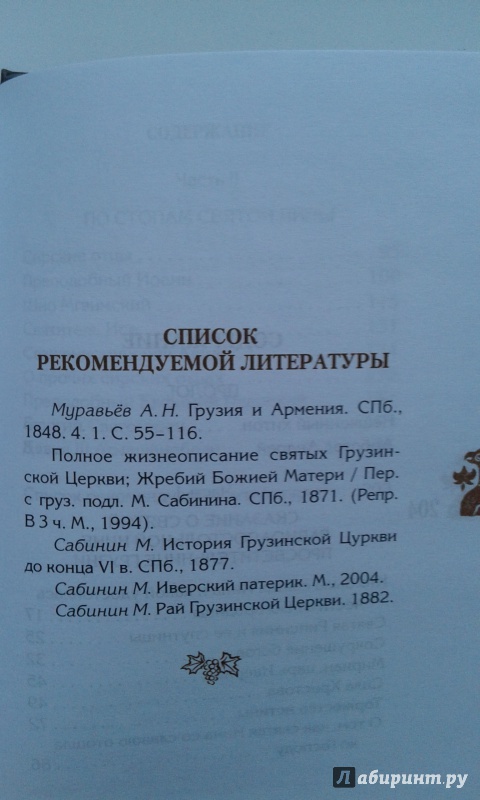 СПИСОК
РЕКОМЕНДУЕМОЙ ЛИТЕРАТУРЫ
Муравьёв А. Н. Грузия и Армения. СПб.,
1848. 4. 1. С. 55–116.
Полное жизнеописание святых Грузин-
ской Церкви; Жребий Божией Матери / Пер.
с груз. подл. М. Сабинина. СПб., 1871. (Репр.
В 3 ч. М., 1994).
Сабинин М. История Грузинской Цуркви
до конца VI в. СПб., 1877.
Сабинин М. Иверский патерик. М., 2004.
Сабинин М. Рай Грузинской Церкви. 1882.
Лабиринт.ру